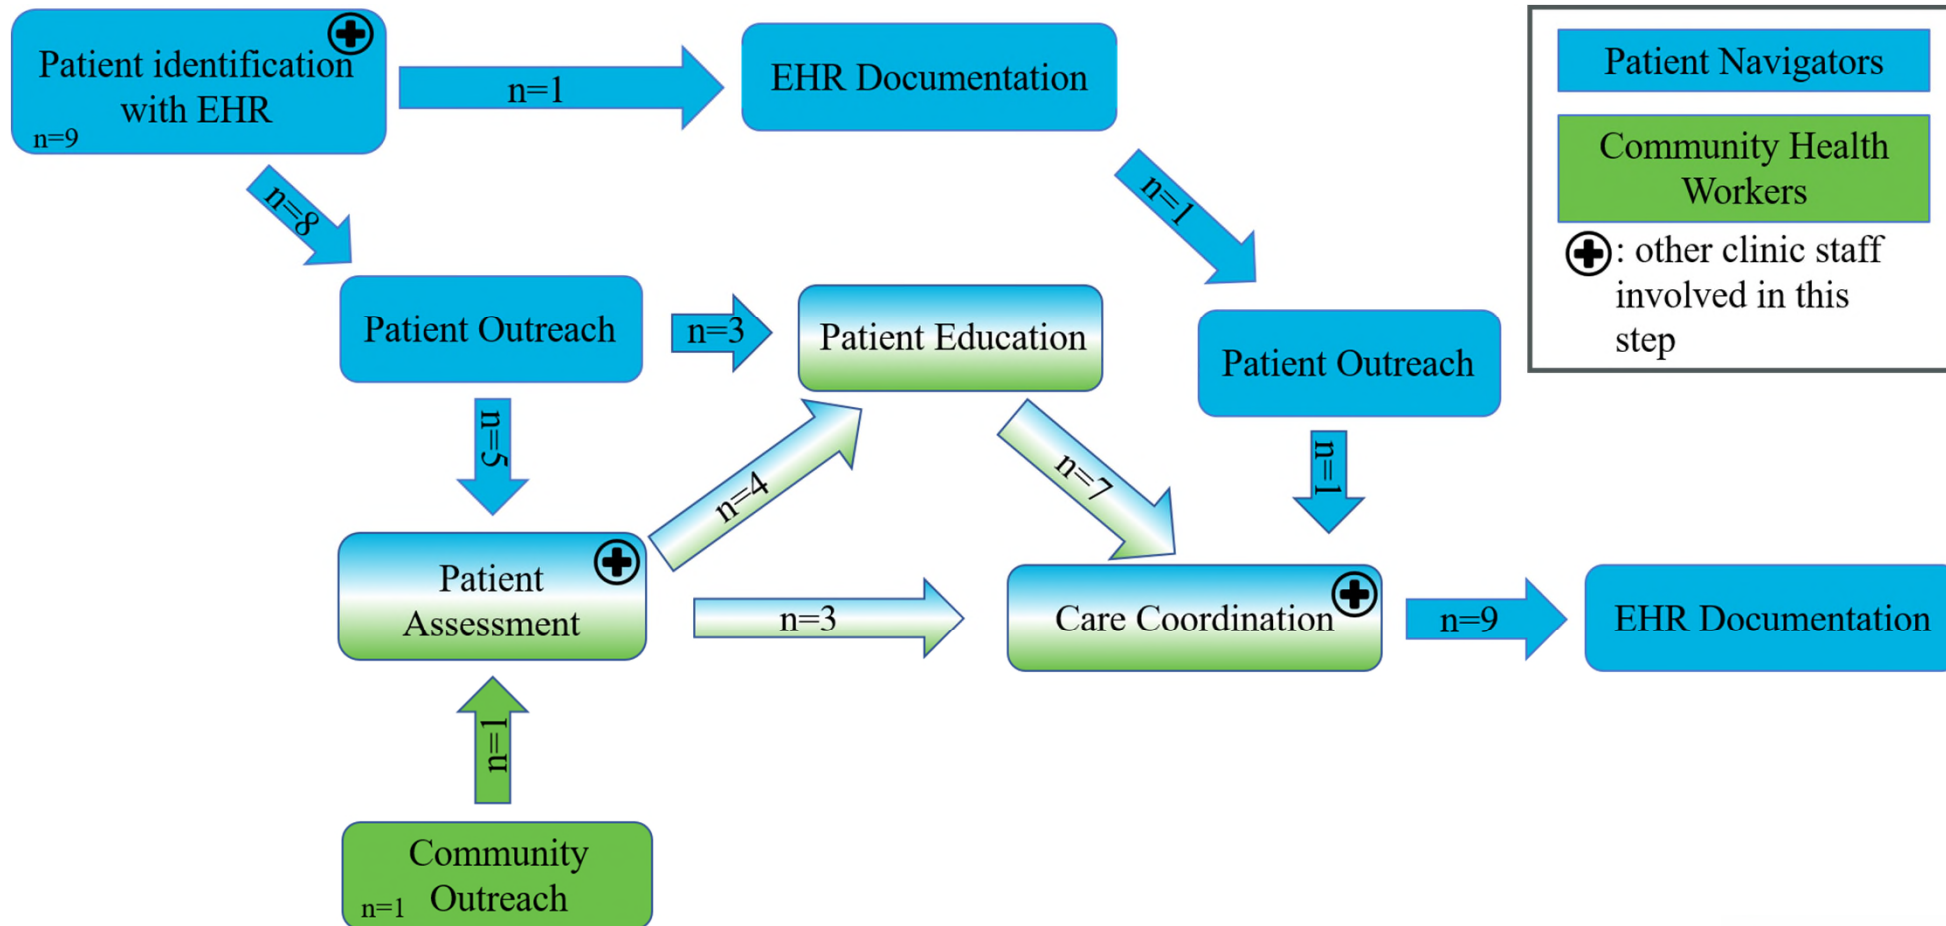 Patient identification
with EHR
n=9
n=1
EHR Documentation
n=8
n=1
Patient Outreach
n=3
Patient Education
Patient Outreach
n=5
n=4
n=7
n=1
Patient
Assessment
n=3
Care Coordination
n=9
EHR Documentation
n=1
Community
Outreach
n=1
Patient Navigators
Community Health
Workers
: other clinic staff
involved in this
step